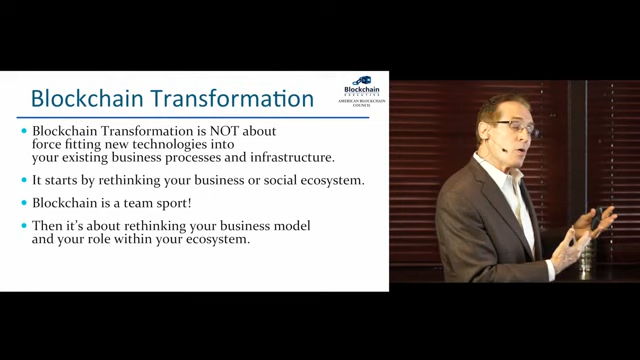 Blockchain Transformation
Blockchain
EXECUTIVE
AMERICAN BLOCKCHAIN
COUNCIL
Blockchain Transformation is NOT about
force fitting new technologies into
your existing business processes and infrastructure.
It starts by rethinking your business or social ecosystem.
Blockchain is a team sport!
Then it's about rethinking your business model
and your role within your ecosystem.